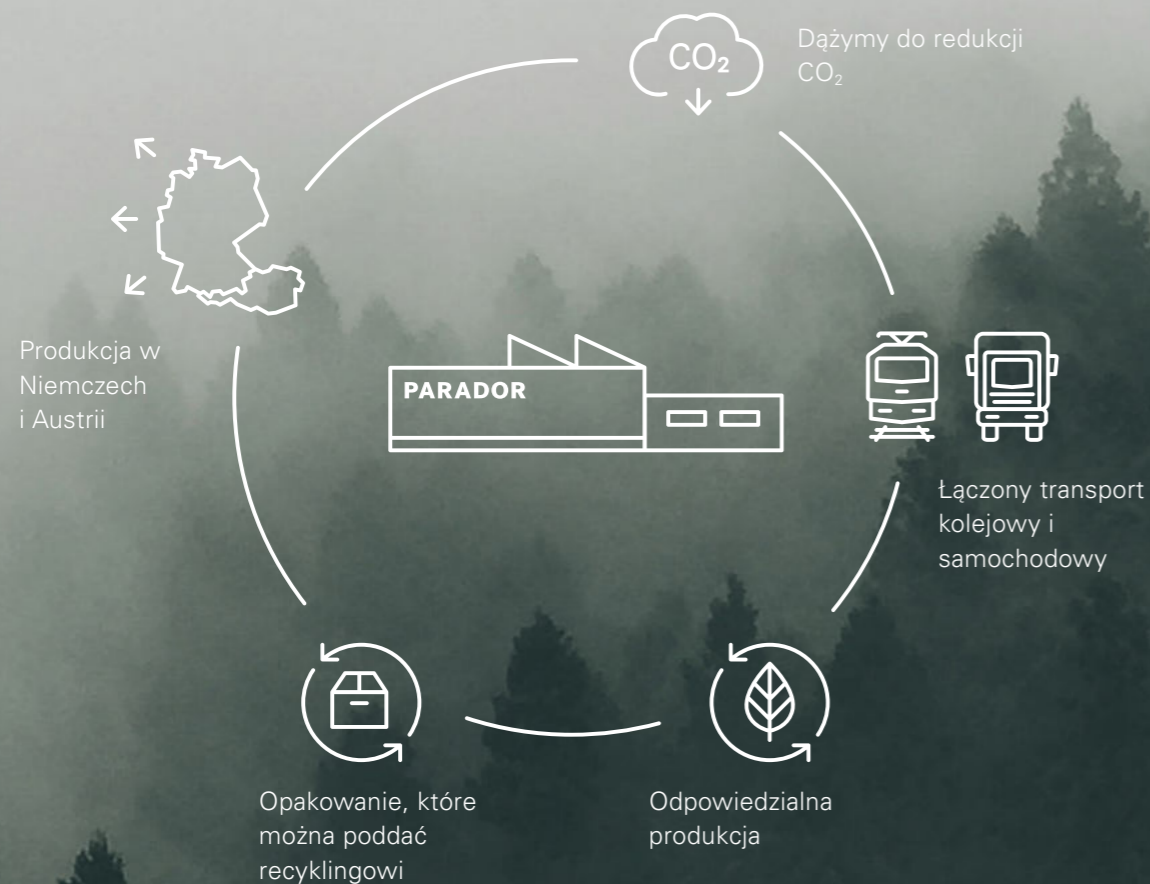 CO₂
Dążymy do redukcji
CO₂
Produkcja w
Niemczech
i Austrii
PARADOR
Łączony transport
kolejowy i
samochodowy
Opakowanie, które
można poddać
recyklingowi
Odpowiedzialna
produkcja